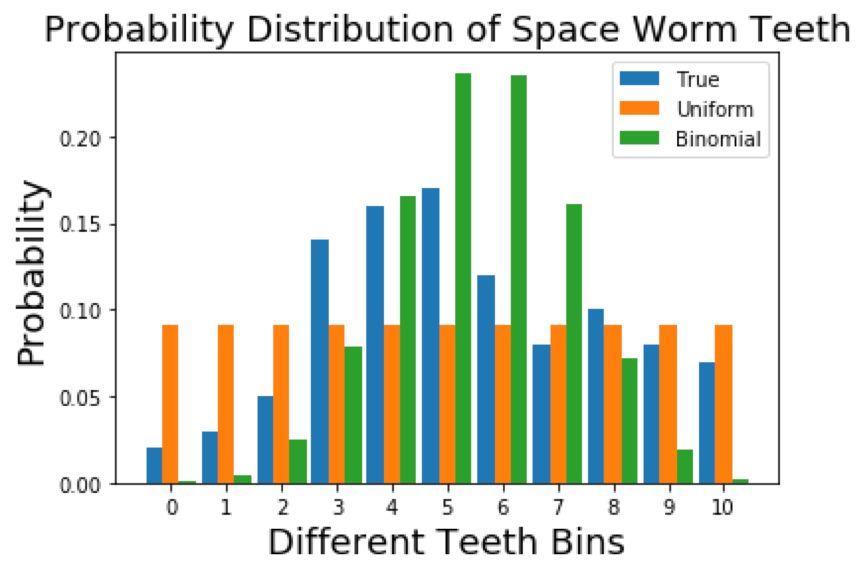 Probability Distribution of Space Worm Teeth
True
Uniform
Binomial
Probability
0.20
0.15
0.10
0.05
0.00
0 1 2 3 4 5 6 7 8 9 10
Different Teeth Bins